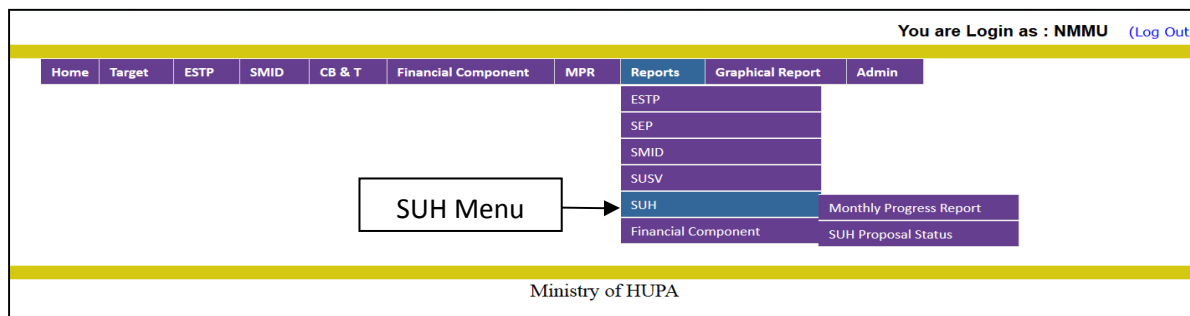 You are Login as : NMMU (Log Out
Home Target ESTP SMID CB & T Financial Component MPR Reports Graphical Report Admin
ESTP
SEP
SMID
SUSV
SUH Menu SUH Monthly Progress Report
Financial Component SUH Proposal Status
Ministry of HUPA